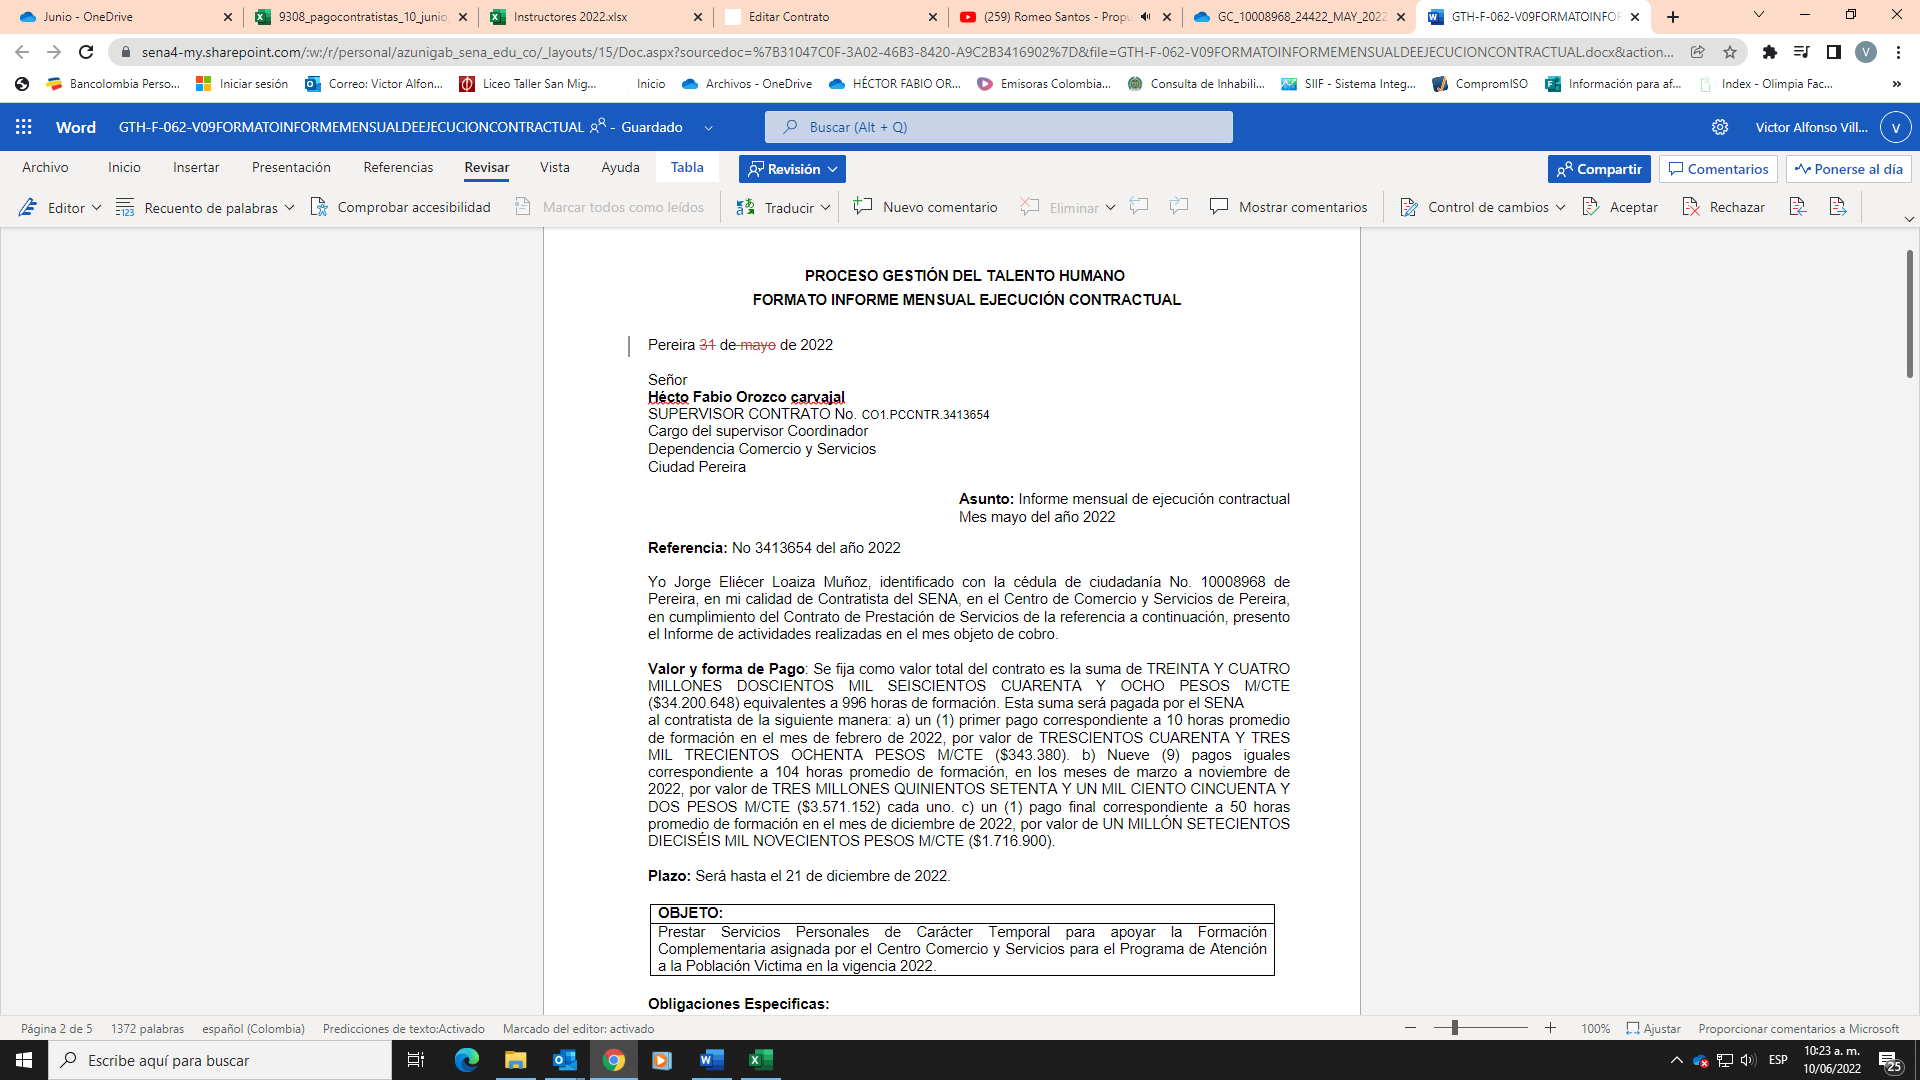 Junio - OneDrive
9308_pagocontratistas_10_junio
Instructores 2022.xlsx
Editar Contrato
(259) Romeo Santos - Propu
GC_10008968_24422_MAY_2022
GTH-F-062-V09FORMATOINFOR
sena4-my.sharepoint.com/:w:/r/personal/azunigab_sena_edu_co/_layouts/15/Doc.aspx?sourcedoc=%7B31047C0F-3A02-46B3-8420-A9C2B3416902%7D&file=GTH-F-062-V09FORMATOINFORMEMENSUALDEEJECUCIONCONTRACTUAL.docx&action...
V
Bancolombia Perso...
Iniciar sesión
Correo: Victor Alfon...
Liceo Taller San Mig...
Inicio
Archivos - OneDrive
HÉCTOR FABIO OR...
Emisoras Colombia...
Consulta de Inhabili...
SIIF - Sistema Integ...
CompromISO
Información para af...
Index - Olimpia Fac...
»
Word
GTH-F-062-V09FORMATOINFORMEMENSUALDEEJECUCIONCONTRACTUAL - Guardado
Buscar (Alt + Q)
Victor Alfonso Vill...
V
Archivo
Inicio
Insertar
Presentación
Referencias
Revisar
Vista
Ayuda
Tabla
Revisión
Compartir
Comentarios
Ponerse al día
Editor
Recuento de palabras
Comprobar accesibilidad
Marcar todos como leídos
Traducir
Nuevo comentario
Eliminar
Mostrar comentarios
Control de cambios
Aceptar
Rechazar
PROCESO GESTIÓN DEL TALENTO HUMANO
FORMATO INFORME MENSUAL EJECUCIÓN CONTRACTUAL
Pereira 31 de mayo de 2022
Señor
Hécto Fabio Orozco carvajal
SUPERVISOR CONTRATO No. CO1.PCCNTR.3413654
Cargo del supervisor Coordinador
Dependencia Comercio y Servicios
Ciudad Pereira
Asunto: Informe mensual de ejecución contractual
Mes mayo del año 2022
Referencia: No 3413654 del año 2022
Yo Jorge Eliécer Loaiza Muñoz, identificado con la cédula de ciudadanía No. 10008968 de
Pereira, en mi calidad de Contratista del SENA, en el Centro de Comercio y Servicios de Pereira,
en cumplimiento del Contrato de Prestación de Servicios de la referencia a continuación, presento
el Informe de actividades realizadas en el mes objeto de cobro.
Valor y forma de Pago: Se fija como valor total del contrato es la suma de TREINTA Y CUATRO
MILLONES DOSCIENTOS MIL SEISCIENTOS CUARENTA Y OCHO PESOS M/CTE
($34.200.648) equivalentes a 996 horas de formación. Esta suma será pagada por el SENA
al contratista de la siguiente manera: a) un (1) primer pago correspondiente a 10 horas promedio
de formación en el mes de febrero de 2022, por valor de TRESCIENTOS CUARENTA Y TRES
MIL TRECIENTOS OCHENTA PESOS M/CTE ($343.380). b) Nueve (9) pagos iguales
correspondiente a 104 horas promedio de formación, en los meses de marzo a noviembre de
2022, por valor de TRES MILLONES QUINIENTOS SETENTA Y UN MIL CIENTO CINCUENTA Y
DOS PESOS M/CTE ($3.571.152) cada uno. c) un (1) pago final correspondiente a 50 horas
promedio de formación en el mes de diciembre de 2022, por valor de UN MILLÓN SETECIENTOS
DIECISÉIS MIL NOVECIENTOS PESOS M/CTE ($1.716.900).
Plazo: Será hasta el 21 de diciembre de 2022.
OBJETO:
Prestar Servicios Personales de Carácter Temporal para apoyar la Formación
Complementaria asignada por el Centro Comercio y Servicios para el Programa de Atención
a la Población Victima en la vigencia 2022.
Obligaciones Especificas:
Página 2 de 5
1372 palabras
español (Colombia)
Predicciones de texto:Activado
Marcado del editor: activado
100%
Ajustar
Proporcionar comentarios a Microsoft
Escribe aquí para buscar
ESP
10:23 a. m.
10/06/2022
25